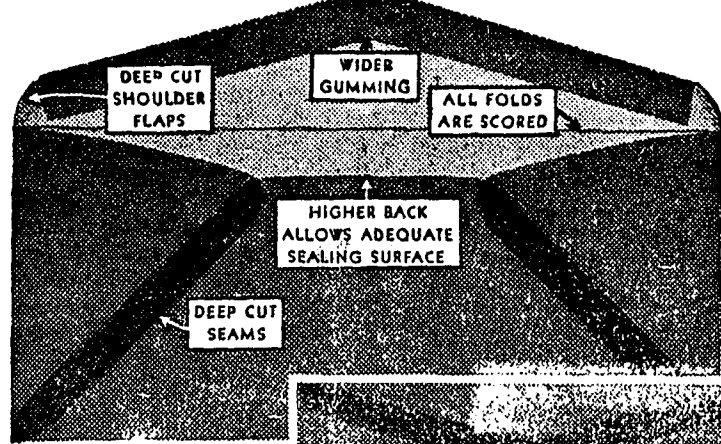 WIDER
GUMMING
DEEP CUT
SHOULDER
FLAPS
ALL FOLDS
ARE SCORED
HIGHER BACK
ALLOWS ADEQUATE
SEALING SURFACE
DEEP CUT
SEAMS